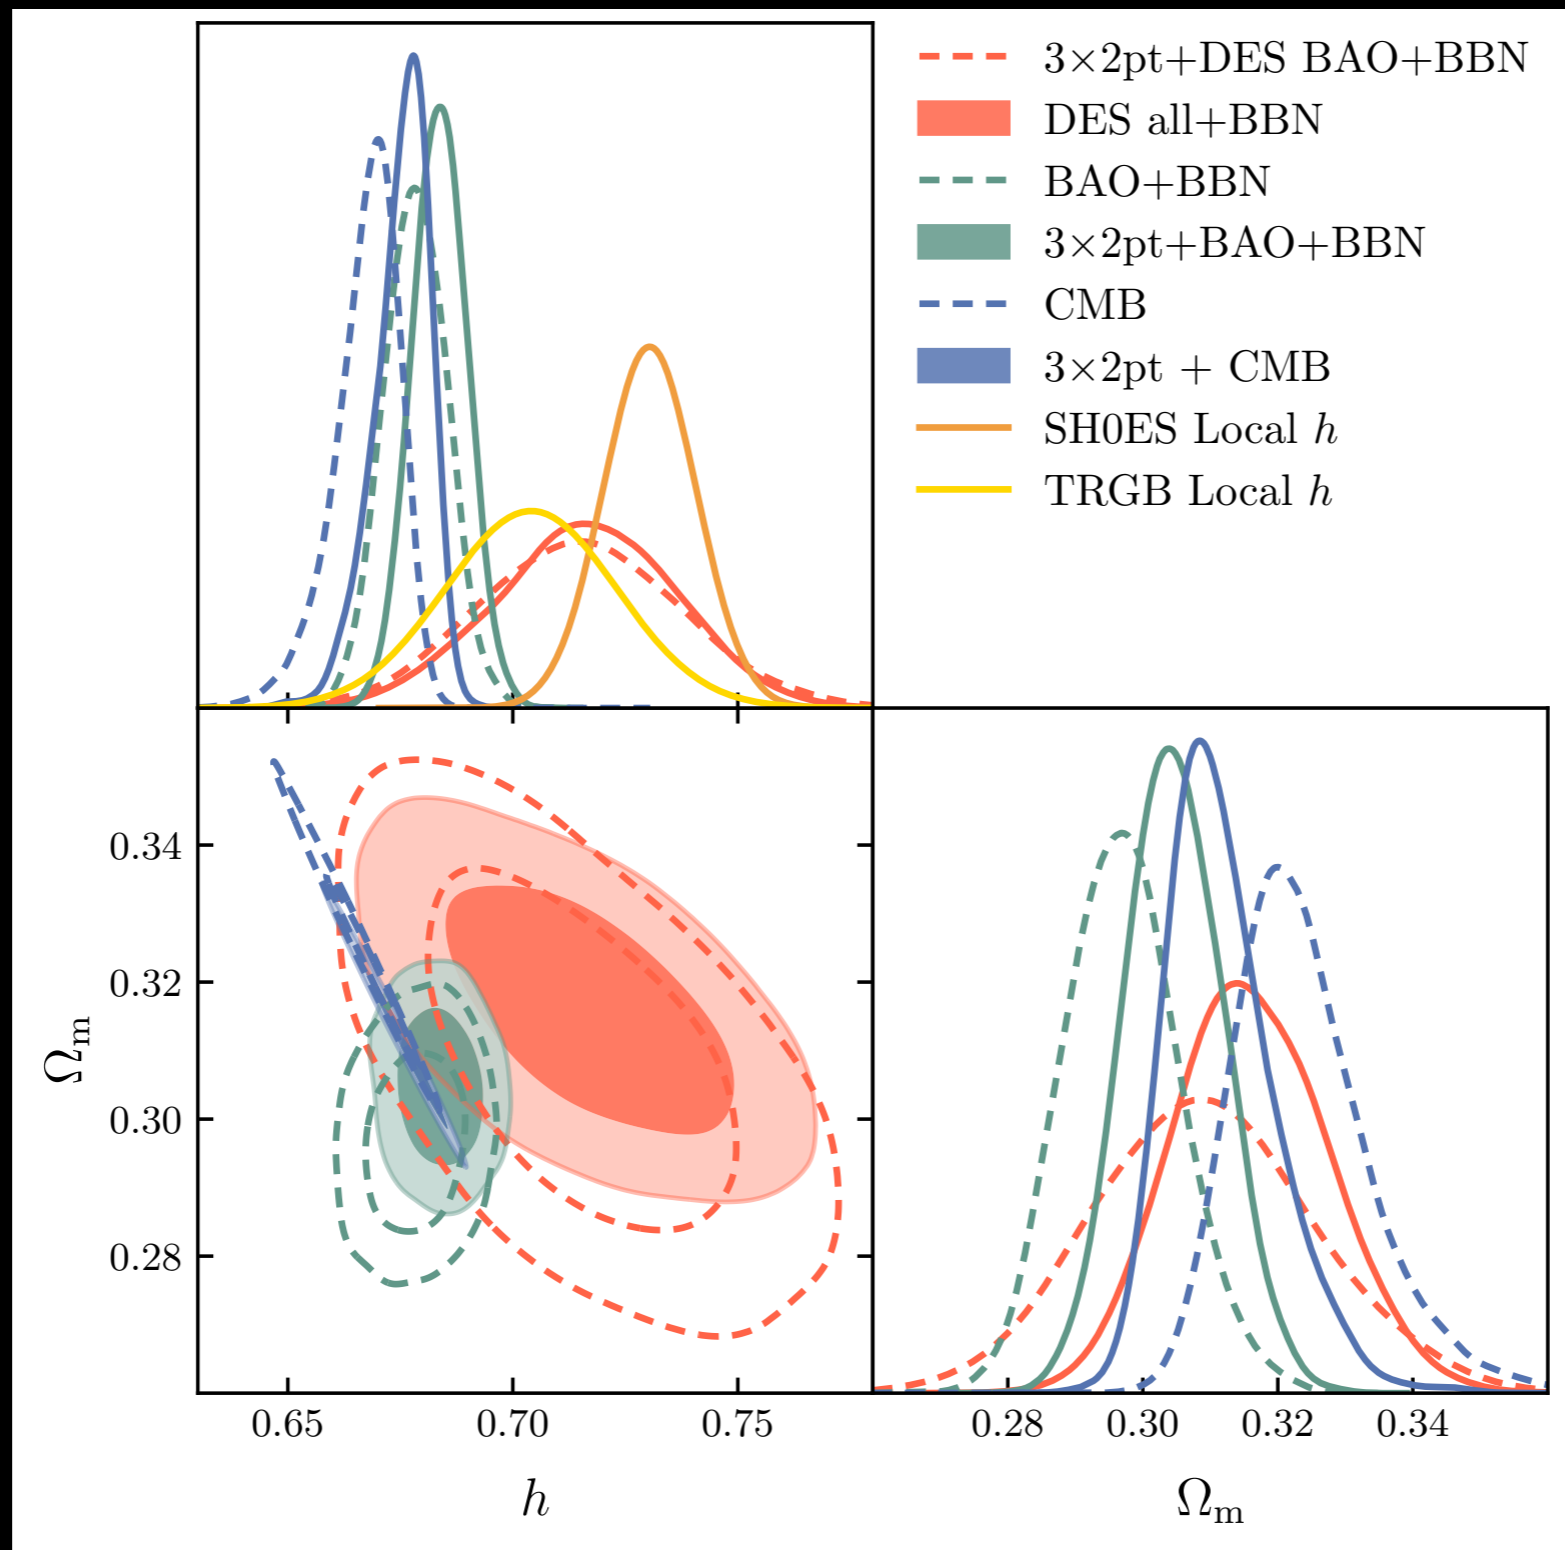 3×2pt+DES BAO+BBN
DES all+BBN
BAO+BBN
3×2pt+BAO+BBN
CMB
3×2pt + CMB
SH0ES Local h
TRGB Local h
0.34
0.32
0.30
0.28
Ωm
0.65 0.70 0.75
h
0.28 0.30 0.32 0.34
Ωm